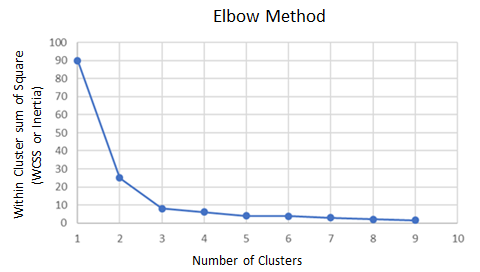 Elbow Method
Within Cluster sum of Square
(WCSS or Inertia)
100
90
80
70
60
50
40
30
20
10
0
1 2 3 4 5 6 7 8 9 10
Number of Clusters